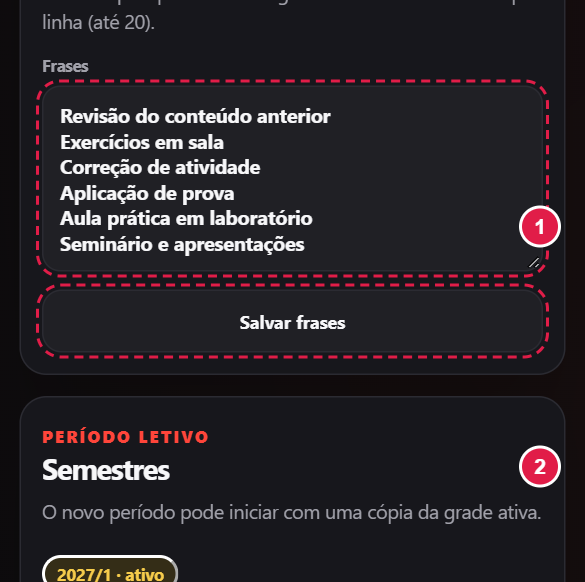 linha (até 20).
Frases
Revisão do conteúdo anterior
Exercícios em sala
Correção de atividade
Aplicação de prova
Aula prática em laboratório
Seminário e apresentações
1
Salvar frases
PERÍODO LETIVO
Semestres
2
O novo período pode iniciar com uma cópia da grade ativa.
2027/1 · ativo